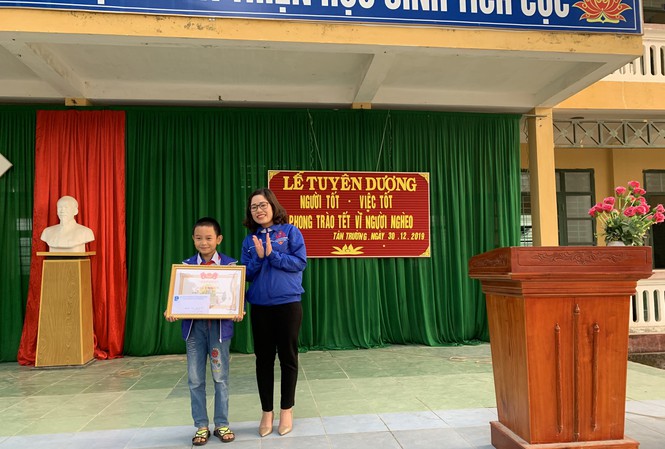 THIỆN HỌC SINH TÍCH CỰC
LỄ TUYÊN DƯƠNG
NGƯỜI TỐT - VIỆC TỐT
PHONG TRÀO TẾT VÌ NGƯỜI NGHÈO
TÂN TRƯỜNG, NGÀY 30.12.2019